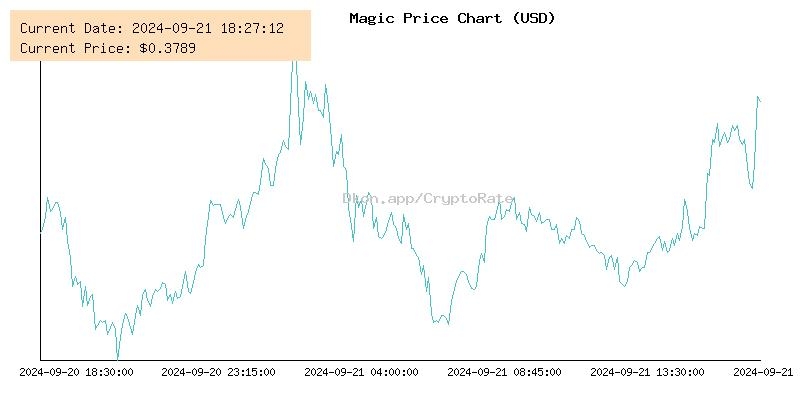 Magic Price Chart (USD)
Current Date: 2024-09-21 18:27:12
Current Price: $0.3789
Dhon.app/CryptoRate
2024-09-20 18:30:00 2024-09-20 23:15:00 2024-09-21 04:00:00 2024-09-21 08:45:00 2024-09-21 13:30:00 2024-09-21